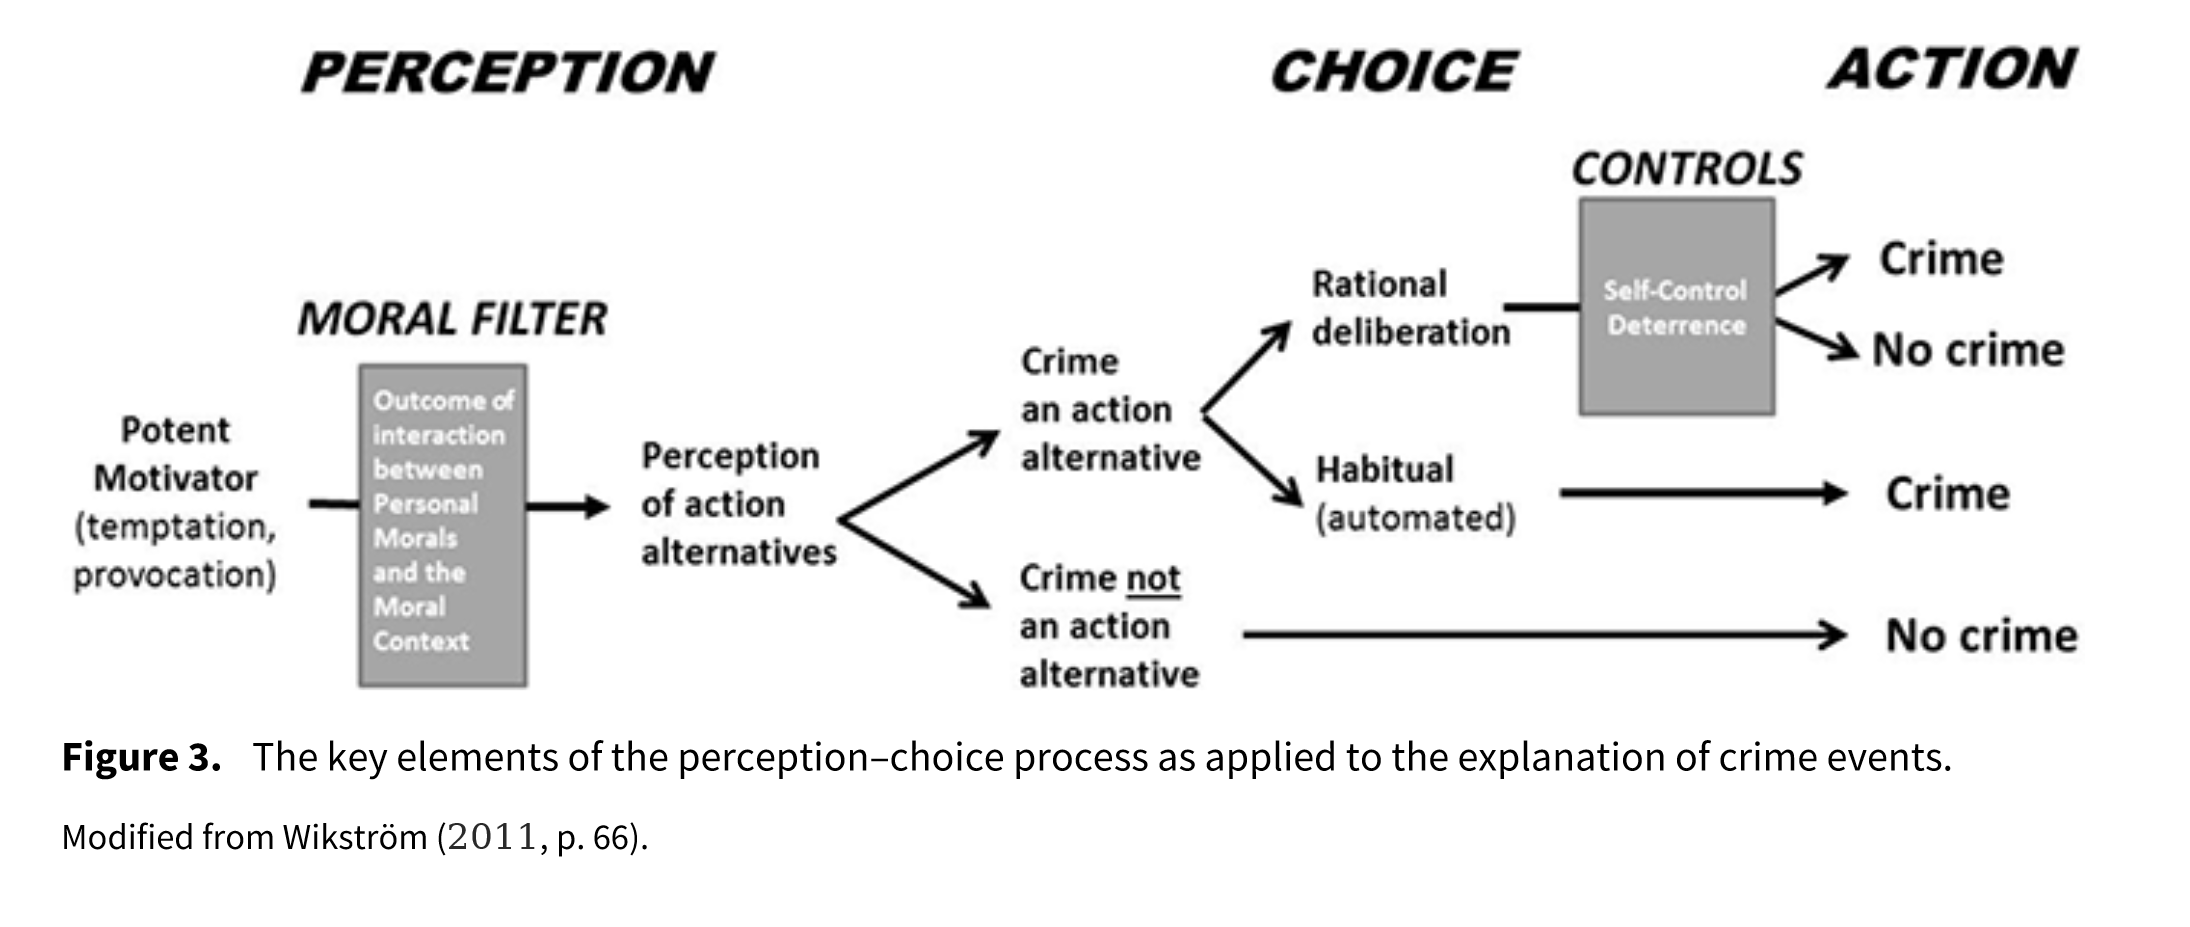 PERCEPTION
CHOICE
ACTION
MORAL FILTER
CONTROLS
Potent
Motivator
(temptation,
provocation)
Outcome of
interaction
between
Personal
Morals
and the
Moral
Context
Perception
of action
alternatives
Crime
an action
alternative
Crime not
an action
alternative
Rational
deliberation
Habitual
(automated)
Self-Control
Deterrence
Crime
No crime
Crime
No crime
Figure 3. The key elements of the perception–choice process as applied to the explanation of crime events.
Modified from Wikström (2011, p. 66).